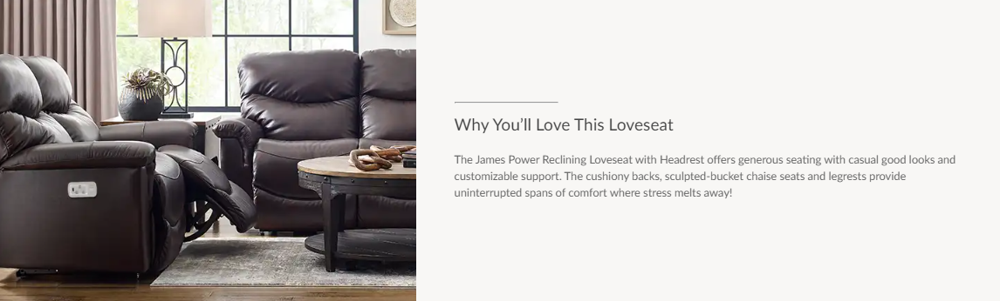 Why You'll Love This Loveseat
The James Power Reclining Loveseat with Headrest offers generous seating with casual good looks and
customizable support. The cushiony backs, sculpted-bucket chaise seats and legrests provide
uninterrupted spans of comfort where stress melts away!